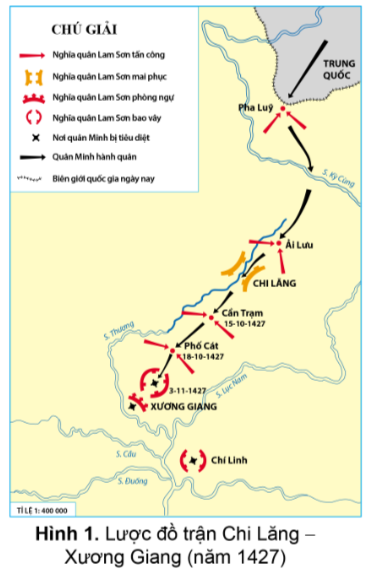 CHÚ GIẢI
Nghĩa quân Lam Sơn tấn công
Nghĩa quân Lam Sơn mai phục
Nghĩa quân Lam Sơn phòng ngự
Nghĩa quân Lam Sơn bao vây
Nơi quân Minh bị tiêu diệt
Quân Minh hành quân
Biên giới quốc gia ngày nay
TRUNG
QUỐC
Pha Luỹ
S. Kỳ Cùng
Ải Lưu
CHI LĂNG
Cần Trạm
15-10-1427
S. Thương
Phố Cát
18-10-1427
3-11-1427
XƯƠNG GIANG
S. Lục Nam
S. Cầu
Chí Linh
S. Đuống
TỈ LỆ 1: 400 000
Hình 1. Lược đồ trận Chi Lăng –
Xương Giang (năm 1427)